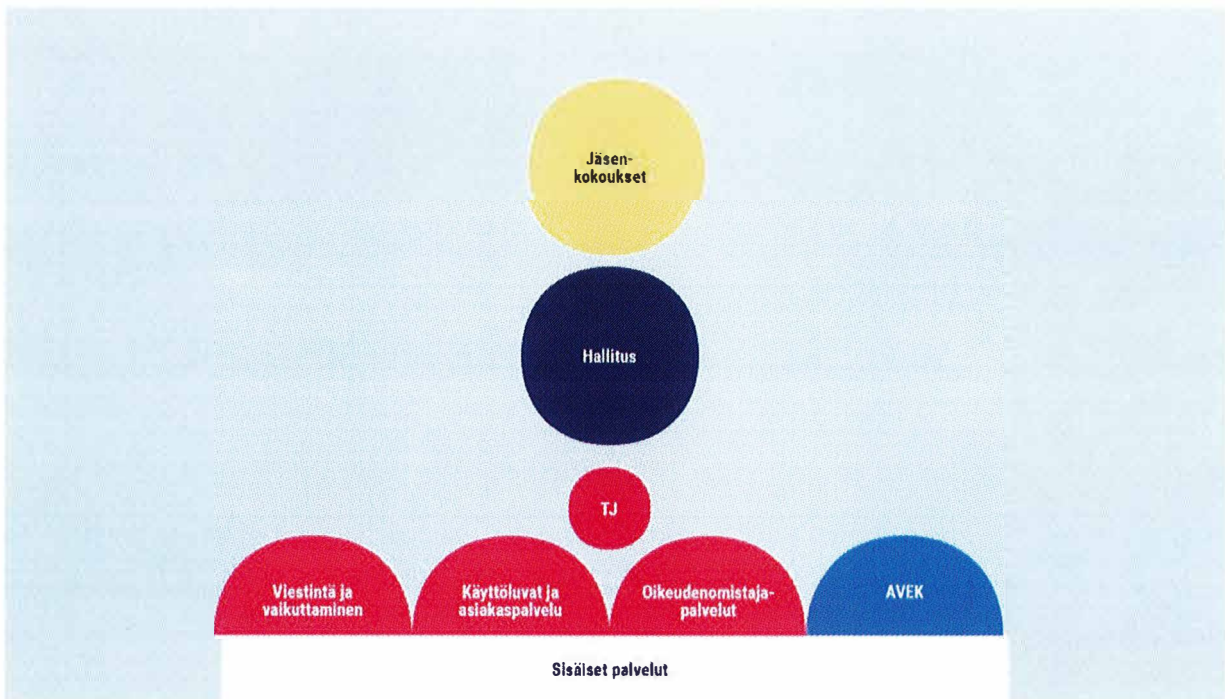 Jäsen-
kokoukset
Hallitus
TJ
Viestintä ja
vaikuttaminen
Käyttöluvat ja
asiakaspalvelu
Oikeudenomistaja-
palvelut
AVEK
Sisäiset palvelut